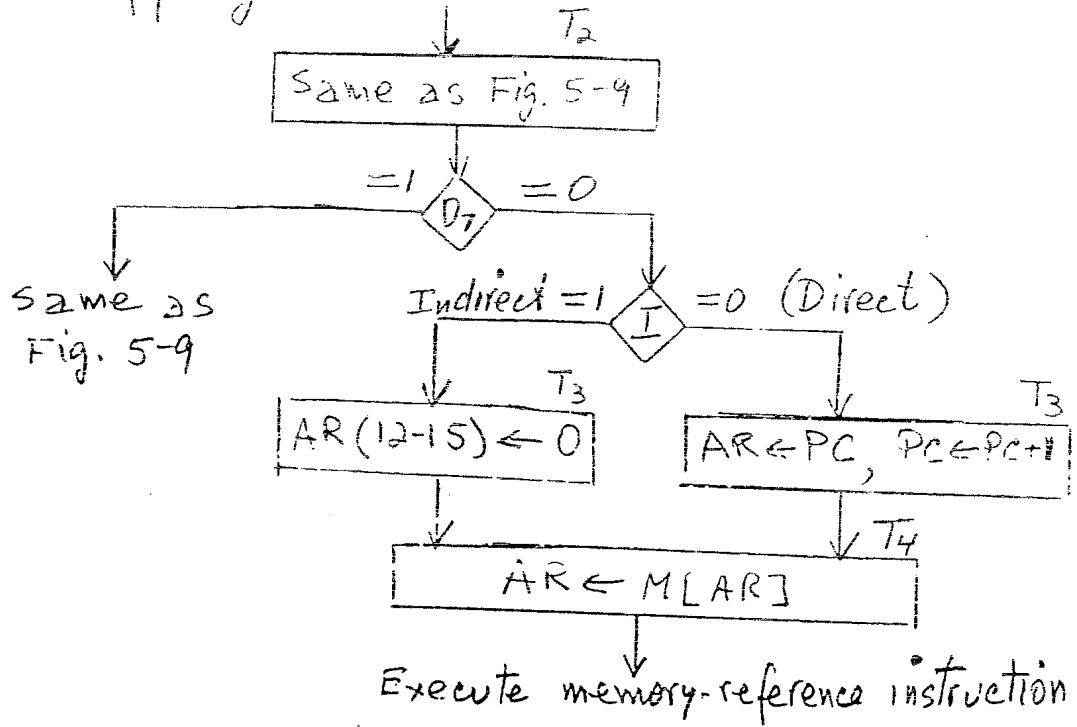 T₂
Same as Fig. 5-9
=1
D₇
=0
Same as
Fig. 5-9
Indirect =1
I
=0 (Direct)
T₃
AR(12-15) ← 0
T₃
AR←PC, PC←PC+1
T₄
AR ← M[AR]
Execute memory-reference instruction